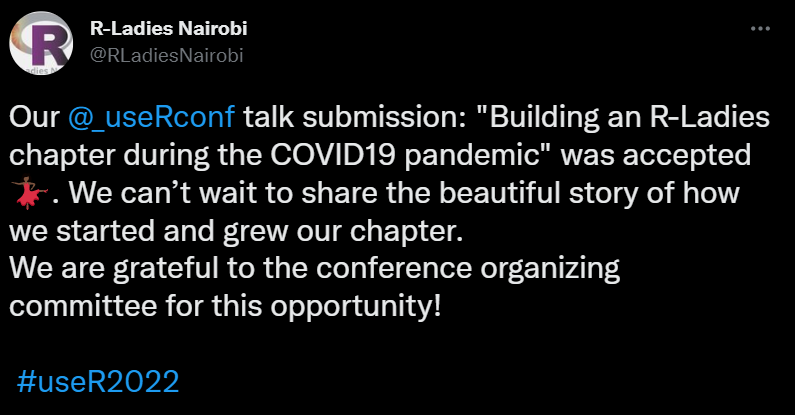 R-Ladies Nairobi
@RLadiesNairobi
Our @_useRconf talk submission: "Building an R-Ladies
chapter during the COVID19 pandemic" was accepted
💃. We can’t wait to share the beautiful story of how
we started and grew our chapter.
We are grateful to the conference organizing
committee for this opportunity!
#useR2022